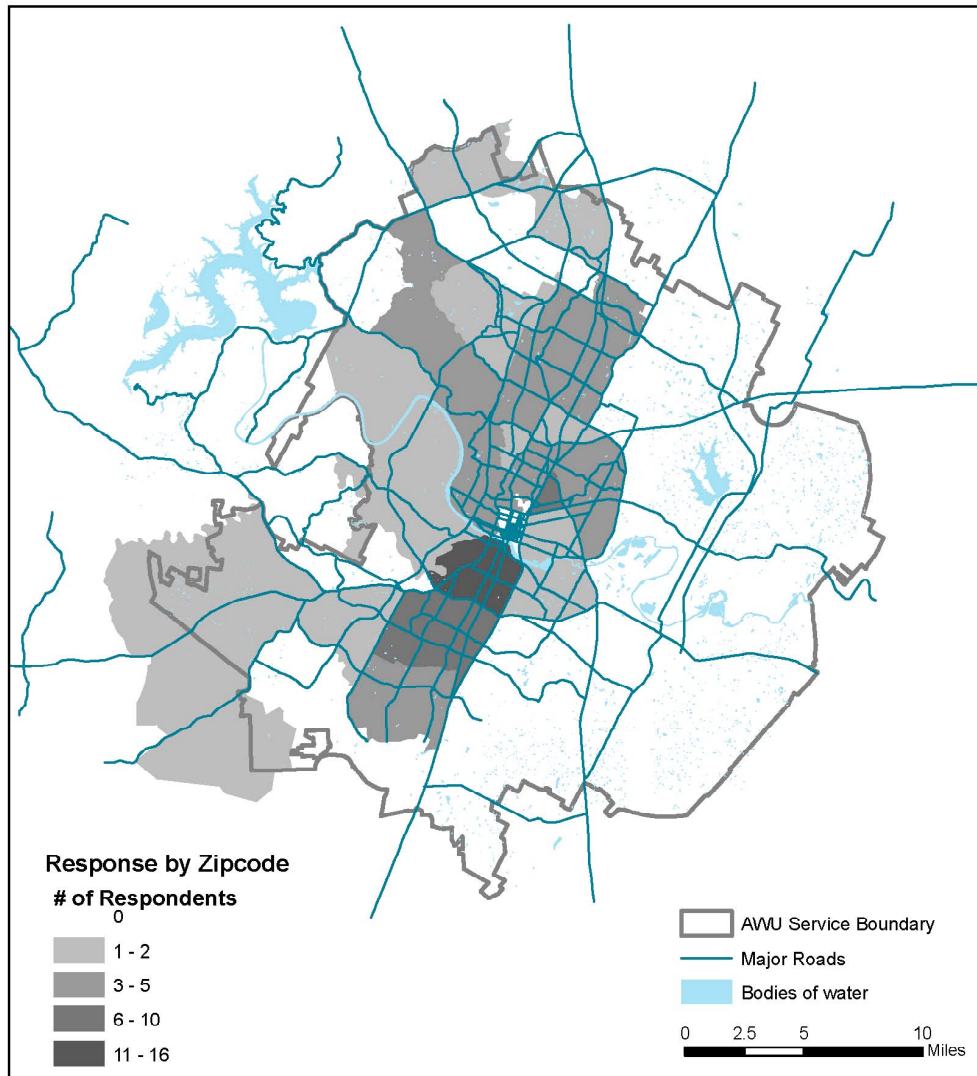 Response by Zipcode
# of Respondents
0
1 - 2
3 - 5
6 - 10
11 - 16
AWU Service Boundary
Major Roads
Bodies of water
0 2.5 5 10
Miles